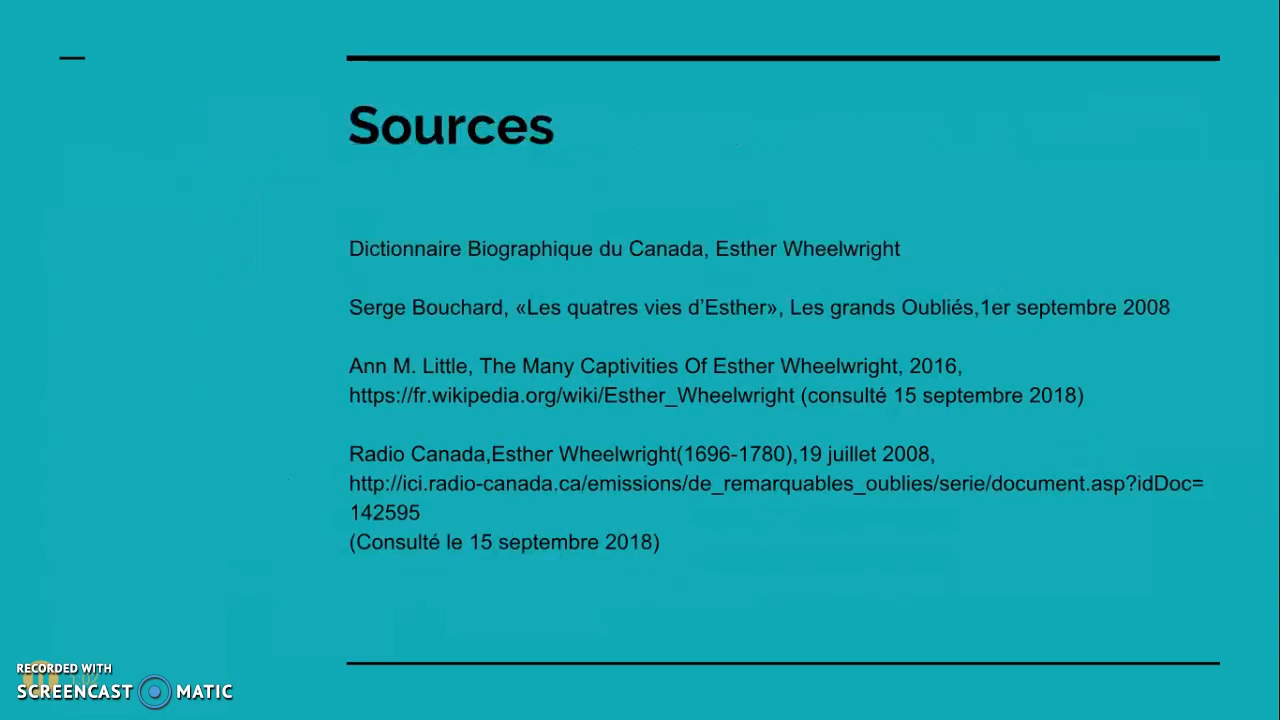 Sources
Dictionnaire Biographique du Canada, Esther Wheelwright
Serge Bouchard, «Les quatres vies d'Esther», Les grands Oubliés,1er septembre 2008
Ann M. Little, The Many Captivities Of Esther Wheelwright, 2016,
https://fr.wikipedia.org/wiki/Esther_Wheelwright (consulté 15 septembre 2018)
Radio Canada,Esther Wheelwright(1696-1780),19 juillet 2008,
http://ici.radio-canada.ca/emissions/de_remarquables_oublies/serie/document.asp?idDoc=
142595
(Consulté le 15 septembre 2018)
RECORDED WITH
SCREENCAST MATIC